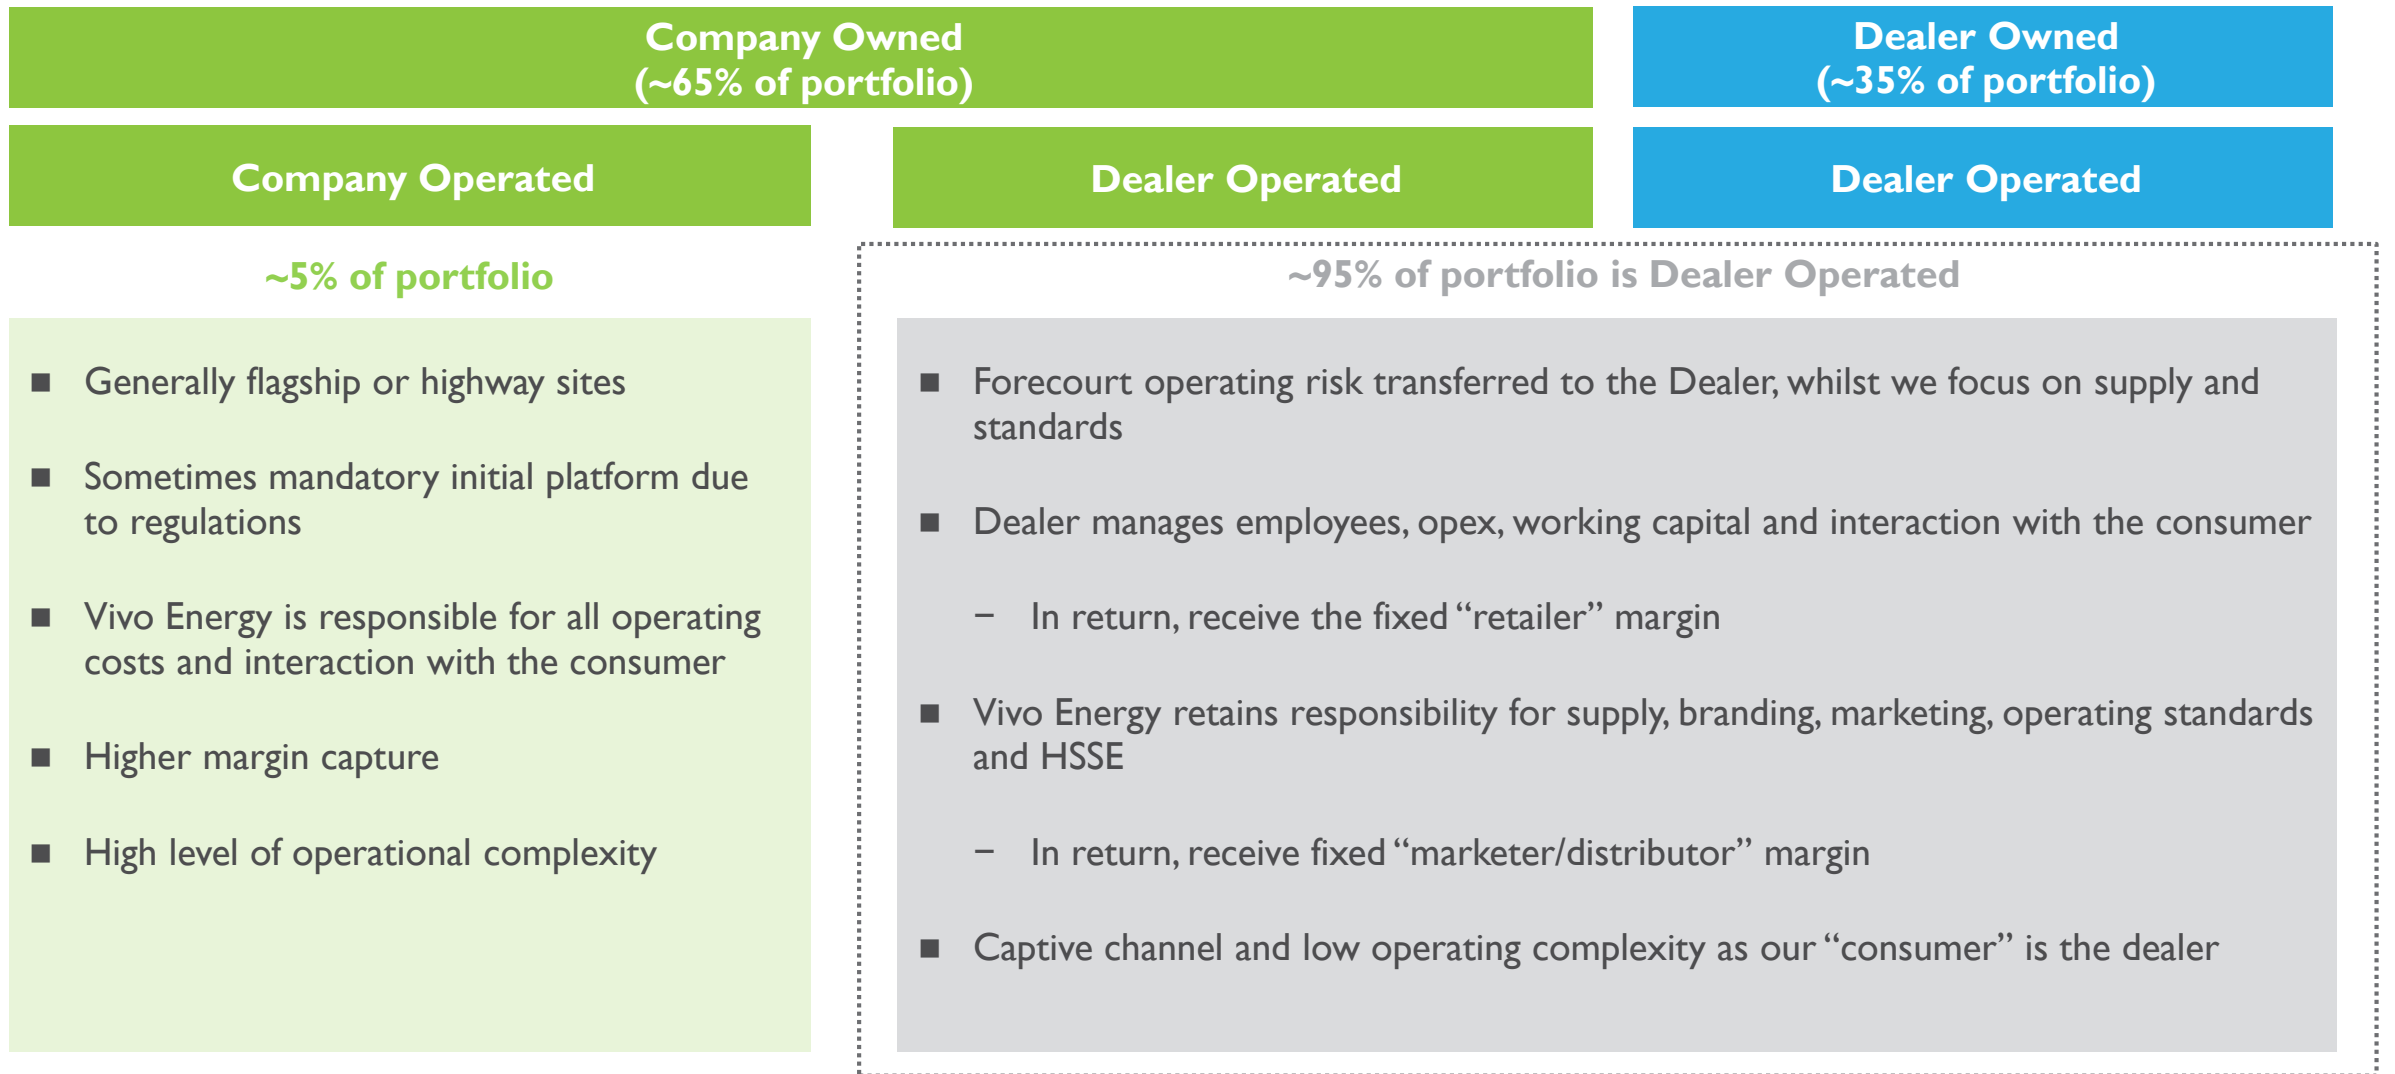 Company Owned
(~65% of portfolio)
Dealer Owned
(~35% of portfolio)
Company Operated
Dealer Operated
Dealer Operated
~5% of portfolio
■ Generally flagship or highway sites
■ Sometimes mandatory initial platform due
to regulations
■ Vivo Energy is responsible for all operating
costs and interaction with the consumer
■ Higher margin capture
■ High level of operational complexity
~95% of portfolio is Dealer Operated
■ Forecourt operating risk transferred to the Dealer, whilst we focus on supply and
standards
■ Dealer manages employees, opex, working capital and interaction with the consumer
− In return, receive the fixed “retailer” margin
■ Vivo Energy retains responsibility for supply, branding, marketing, operating standards
and HSSE
− In return, receive fixed “marketer/distributor” margin
■ Captive channel and low operating complexity as our “consumer” is the dealer